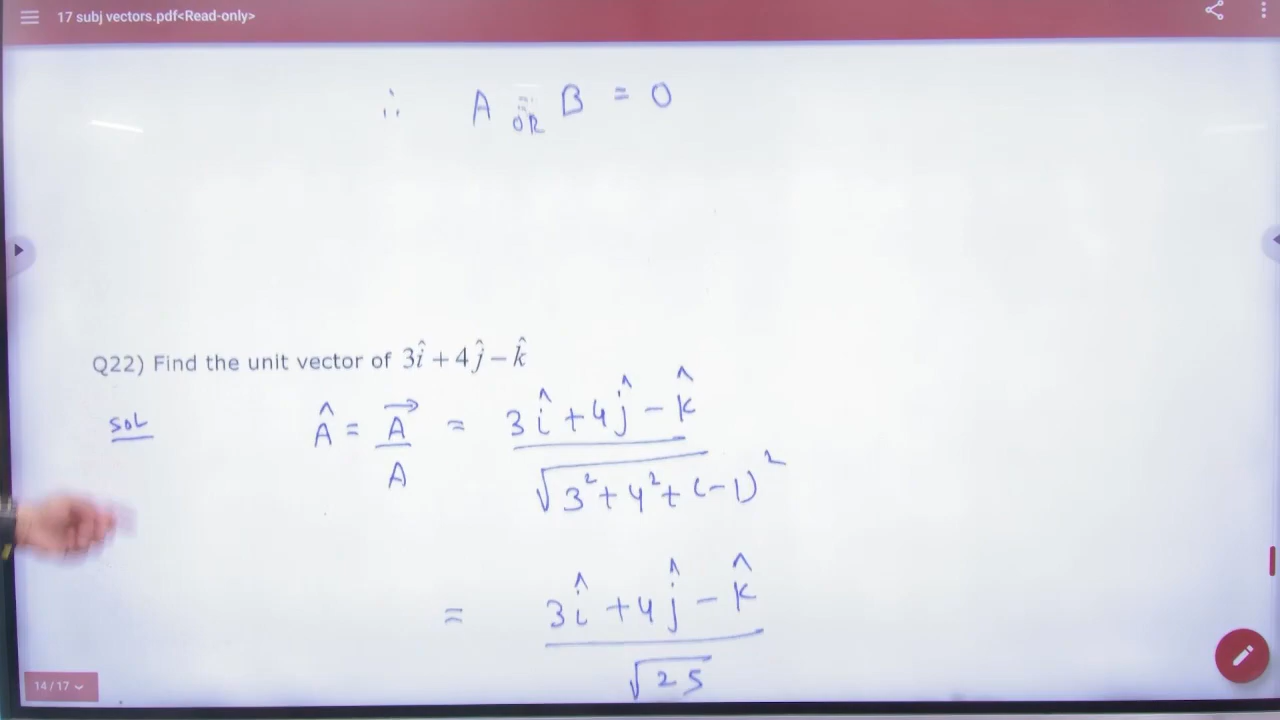 17 subj vectors.pdf<Read-only>
∴ A OR B = 0
Q22) Find the unit vector of 3î + 4ĵ − k̂
SOL
Â = A⃗/A = (3î + 4ĵ − k̂)/√(3² + 4² + (−1)²)
= (3î + 4ĵ − k̂)/√25
14/17